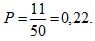 P = 11/50 = 0,22.